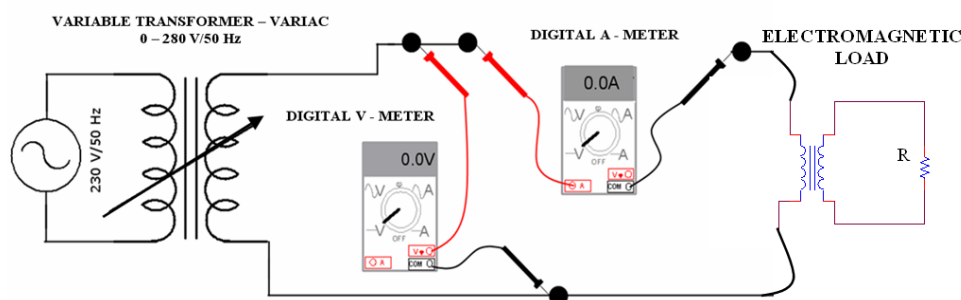 VARIABLE TRANSFORMER – VARIAC
0 – 280 V/50 Hz
230 V/50 Hz
DIGITAL V - METER
0.0V
V A
V A
OFF
V
A COM
DIGITAL A - METER
0.0A
V A
V A
OFF
V
A COM
ELECTROMAGNETIC
LOAD
R